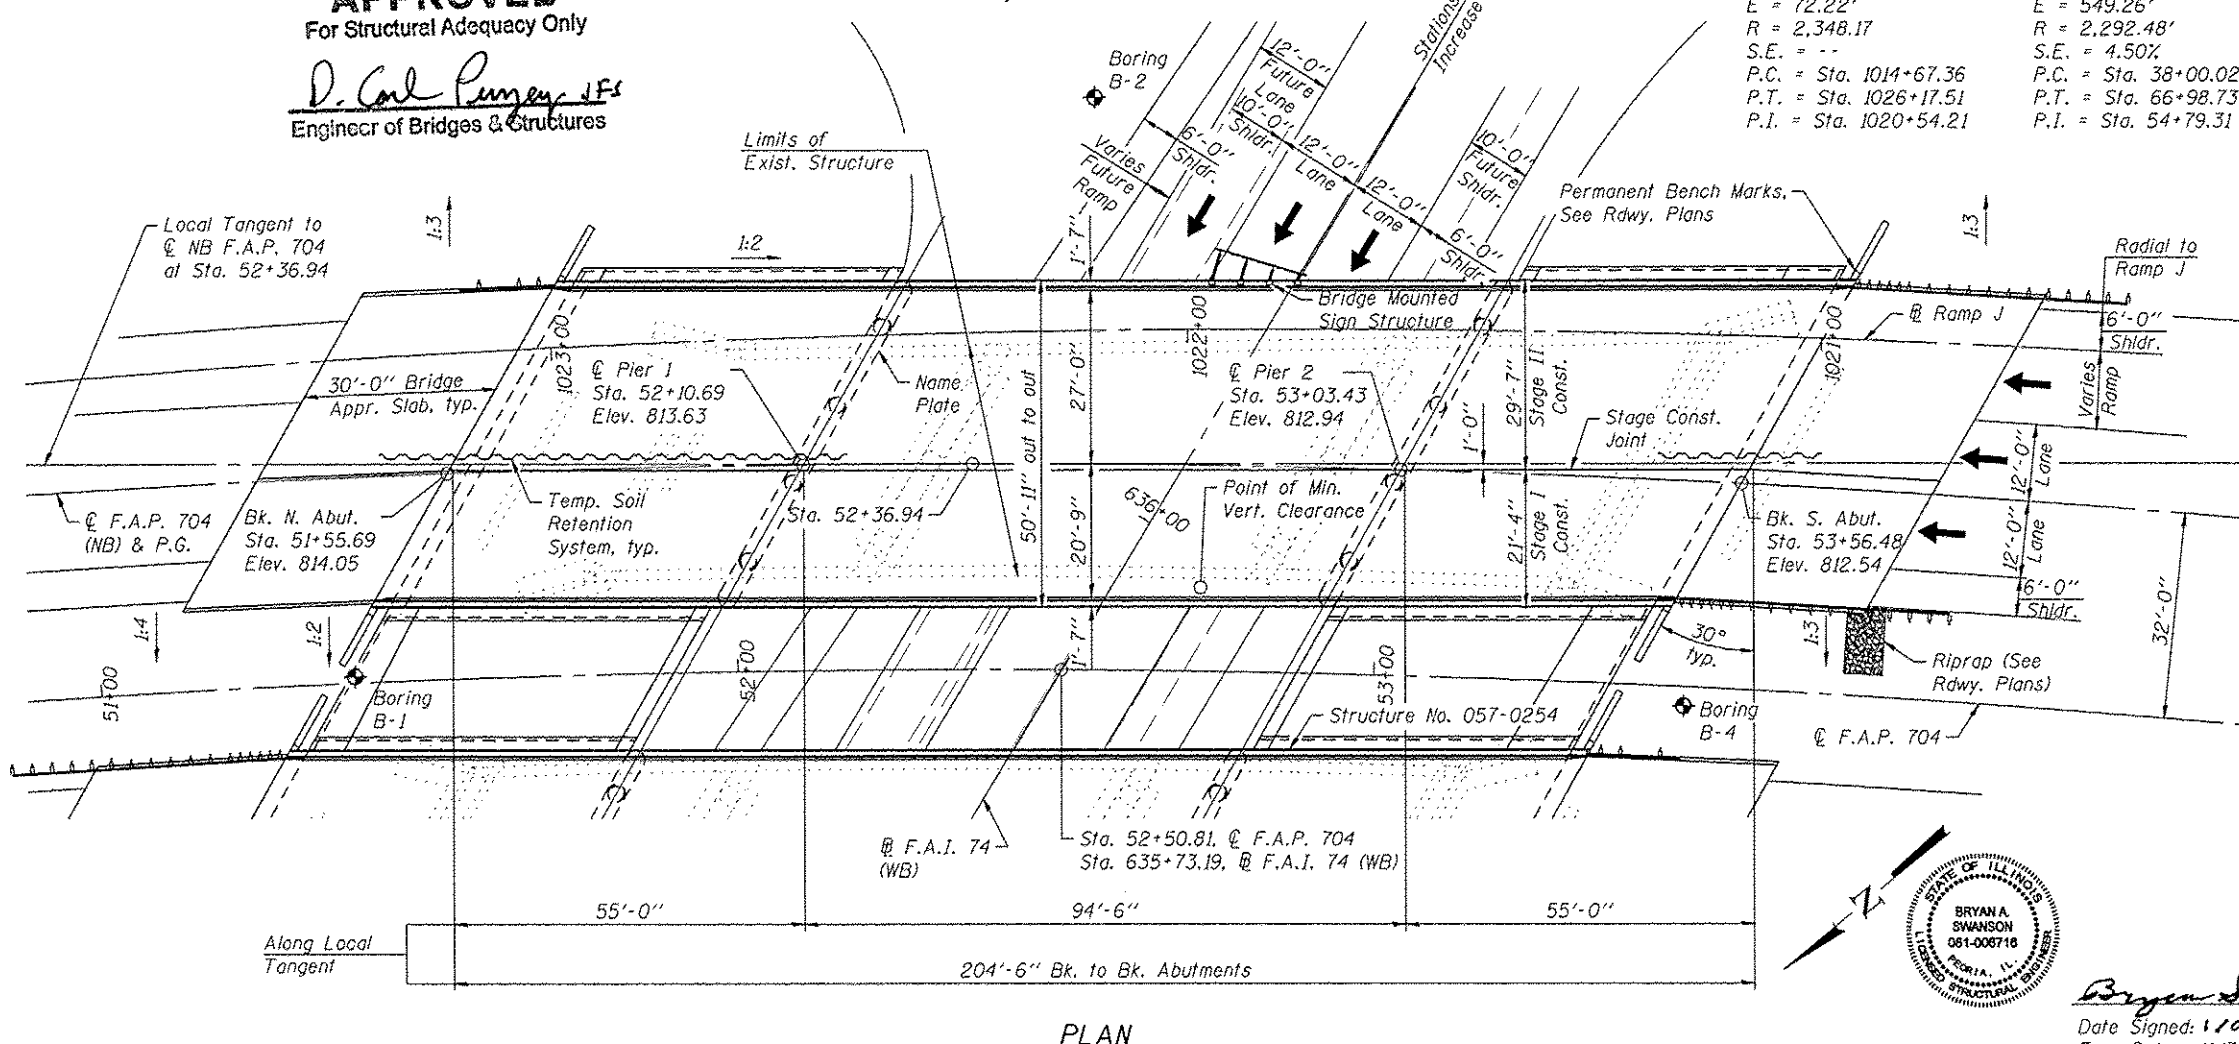 APPROVED
For Structural Adequacy Only
D. Carl Puzey JFS
Engineer of Bridges & Structures
E = 72.22'
R = 2,348.17
S.E. = --
P.C. = Sta. 1014+67.36
P.T. = Sta. 1026+17.51
P.I. = Sta. 1020+54.21
E = 549.26'
R = 2,292.48'
S.E. = 4.50%
P.C. = Sta. 38+00.02
P.T. = Sta. 66+98.73
P.I. = Sta. 54+79.31
Stations
Increase
Boring
B-2
12'-0"
Future
Lane
10'-0"
Shldr.
12'-0"
Lane
12'-0"
Lane
6'-0"
Shldr.
10'-0"
Future
Shldr.
6'-0"
Shldr.
Varies
Future
Ramp
Limits of
Exist. Structure
Permanent Bench Marks,
See Rdwy. Plans
Local Tangent to
℄ NB F.A.P. 704
at Sta. 52+36.94
1:3
1:2
1'-7"
1:3
Radial to
Ramp J
Bridge Mounted
Sign Structure
℞ Ramp J
6'-0"
Shldr.
Varies
Ramp
12'-0"
Lane
12'-0"
Lane
6'-0"
Shldr.
32'-0"
1023+00
1022+00
1021+00
30'-0" Bridge
Appr. Slab, typ.
℄ Pier 1
Sta. 52+10.69
Elev. 813.63
Name
Plate
50'-11" out to out
27'-0"
20'-9"
1'-7"
℄ Pier 2
Sta. 53+03.43
Elev. 812.94
1'-0"
29'-7"
Stage II
Const.
21'-4"
Stage I
Const.
Stage Const.
Joint
℄ F.A.P. 704
(NB) & P.G.
Bk. N. Abut.
Sta. 51+55.69
Elev. 814.05
Temp. Soil
Retention
System, typ.
Sta. 52+36.94
636+00
Point of Min.
Vert. Clearance
Bk. S. Abut.
Sta. 53+56.48
Elev. 812.54
1:4
1:2
51+00
52+00
53+00
30°
typ.
1:3
Riprap (See
Rdwy. Plans)
Boring
B-1
Structure No. 057-0254
Boring
B-4
℄ F.A.P. 704
℞ F.A.I. 74
(WB)
Sta. 52+50.81, ℄ F.A.P. 704
Sta. 635+73.19, ℞ F.A.I. 74 (WB)
55'-0"
94'-6"
55'-0"
Along Local
Tangent
204'-6" Bk. to Bk. Abutments
N
STATE OF ILLINOIS
BRYAN A.
SWANSON
081-006716
PEORIA, IL.
LICENSED STRUCTURAL ENGINEER
Date Signed:
PLAN